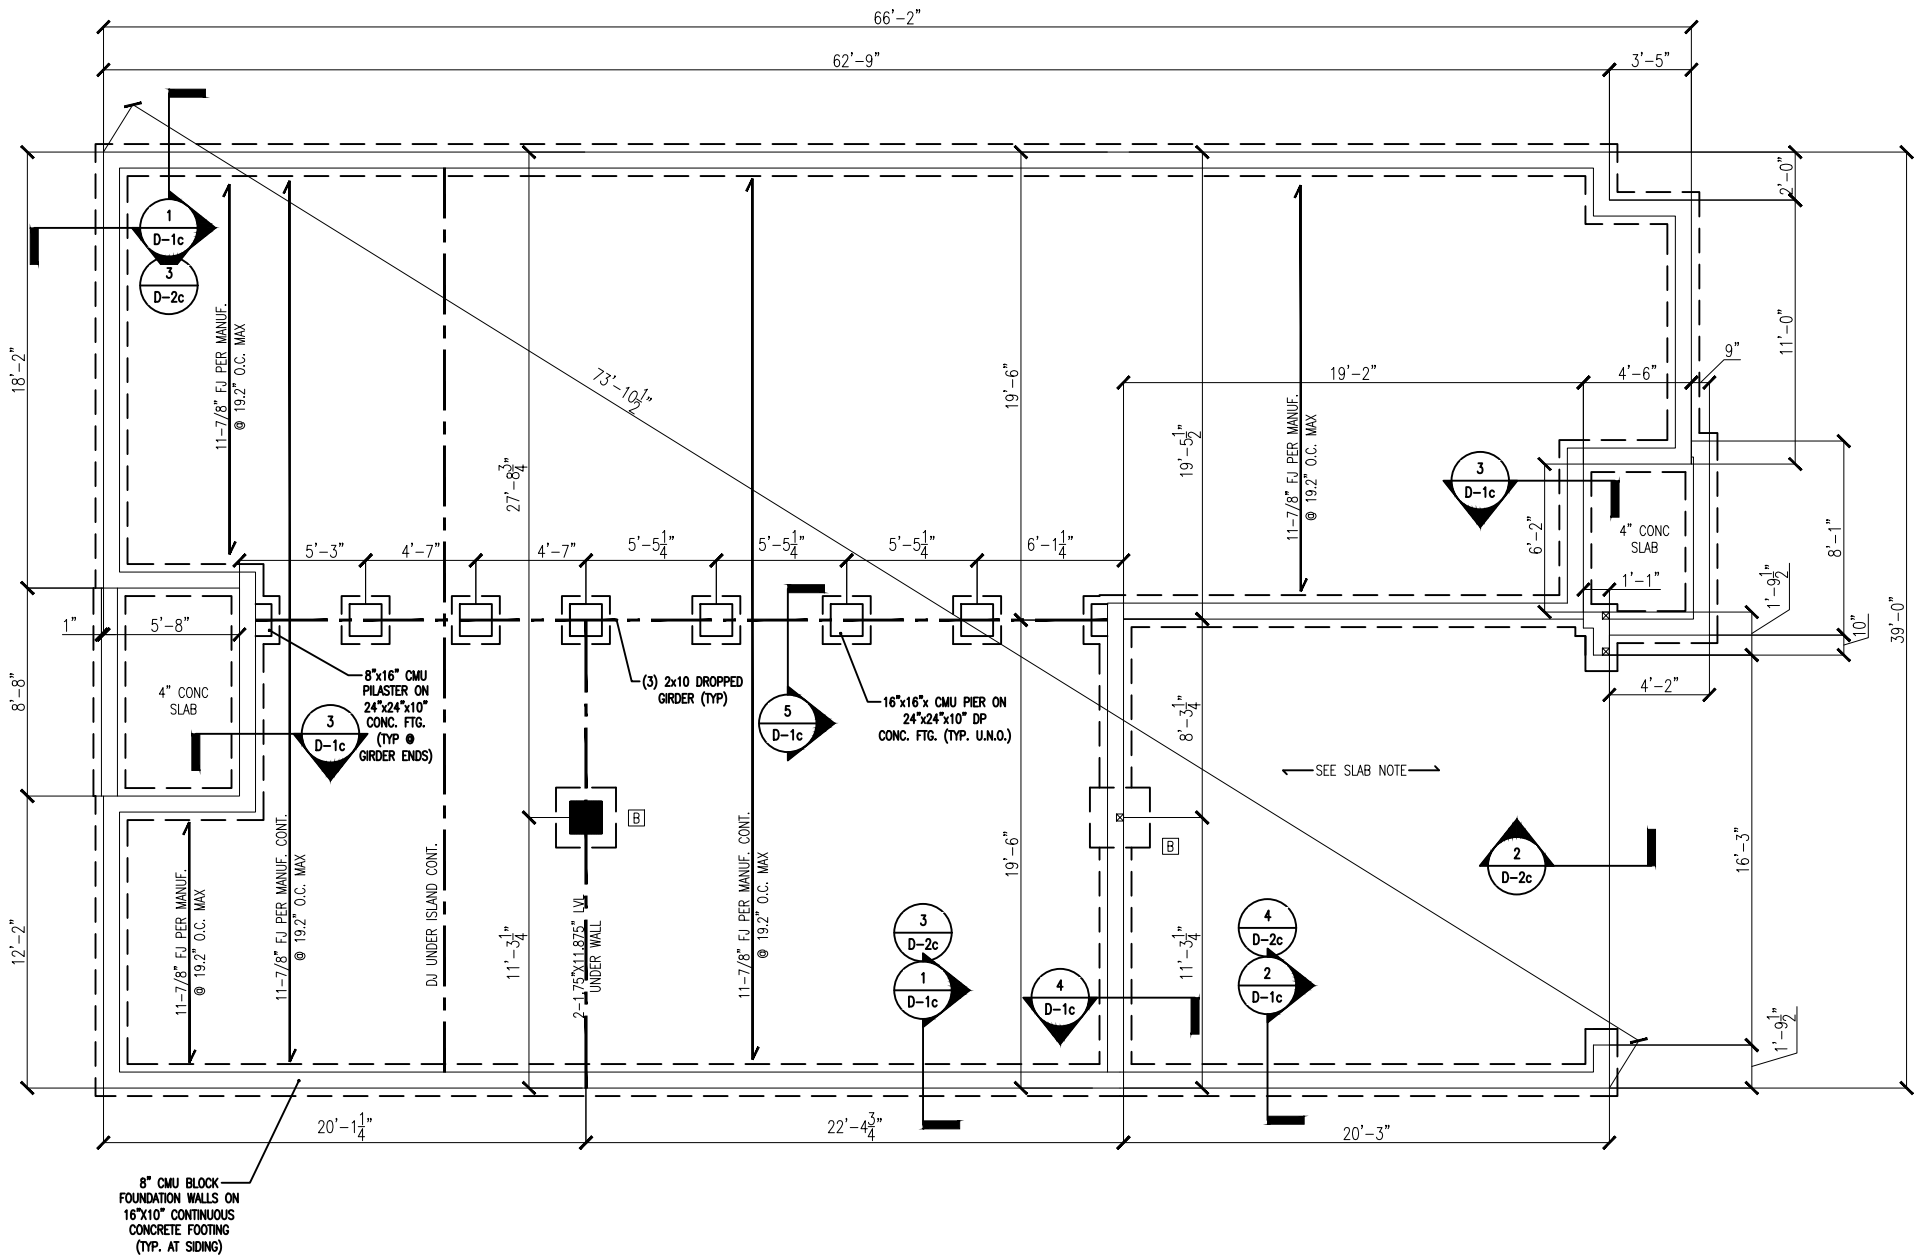 66'-2"
62'-9"
3'-5"
2'-0"
1
D-1c
3
D-2c
11-7/8" FJ PER MANUF.
@ 19.2" O.C. MAX
18'-2"
73'-10 1/2"
19'-6"
19'-5 1/2"
27'-8 3/4"
11-7/8" FJ PER MANUF.
@ 19.2" O.C. MAX
19'-2"
4'-6"
9"
11'-0"
3
D-1c
6'-2"
4" CONC
SLAB
8'-1"
1'-1"
1'-9 1/2"
10"
39'-0"
4'-2"
5'-3"
4'-7"
4'-7"
5'-5 1/4"
5'-5 1/4"
5'-5 1/4"
6'-1 1/4"
1"
5'-8"
8'-8"
4" CONC
SLAB
3
D-1c
8"x16" CMU
PILASTER ON
24"x24"x10"
CONC. FTG.
(TYP @
GIRDER ENDS)
(3) 2x10 DROPPED
GIRDER (TYP)
5
D-1c
16"x16"x CMU PIER ON
24"x24"x10" DP
CONC. FTG. (TYP. U.N.O.)
8'-3 1/4"
SEE SLAB NOTE
B
B
2
D-2c
16'-3"
12'-2"
11-7/8" FJ PER MANUF.
@ 19.2" O.C. MAX
11-7/8" FJ PER MANUF. CONT.
@ 19.2" O.C. MAX
DJ UNDER ISLAND CONT.
11'-3 1/4"
2-1.75"X11.875" LVL
UNDER WALL
11-7/8" FJ PER MANUF. CONT.
@ 19.2" O.C. MAX
19'-6"
3
D-2c
1
D-1c
4
D-1c
11'-3 1/4"
4
D-2c
2
D-1c
1'-9 1/2"
20'-1 1/4"
22'-4 3/4"
20'-3"
8" CMU BLOCK
FOUNDATION WALLS ON
16"X10" CONTINUOUS
CONCRETE FOOTING
(TYP. AT SIDING)